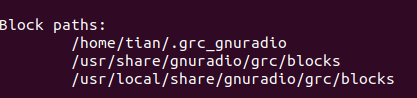 Block paths:
/home/tian/.grc_gnuradio
/usr/share/gnuradio/grc/blocks
/usr/local/share/gnuradio/grc/blocks